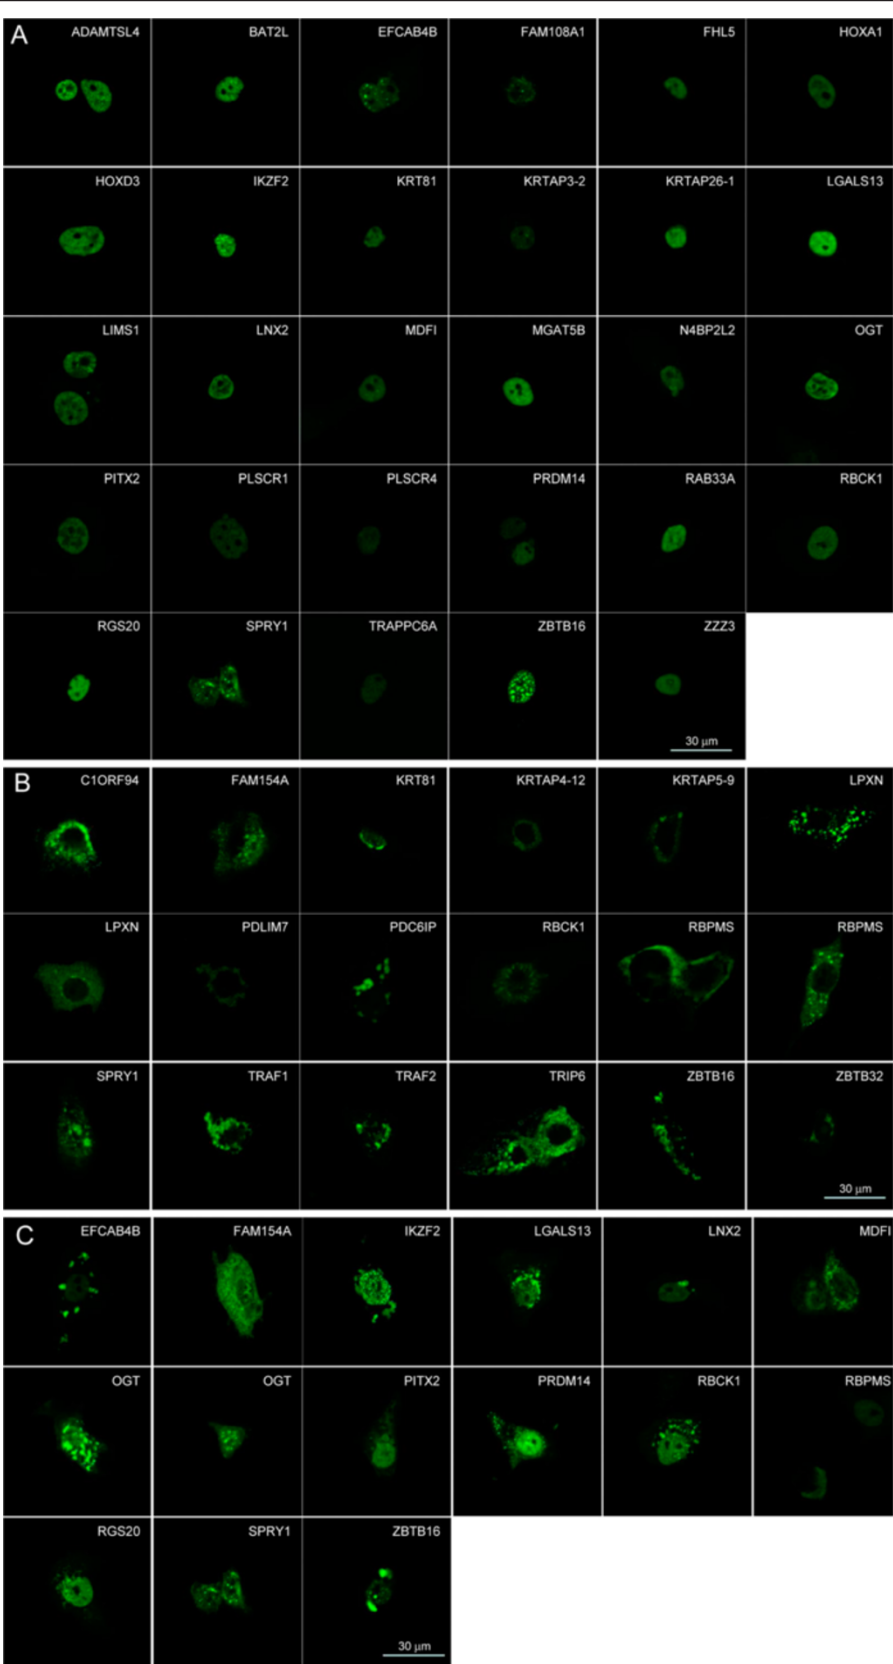 A
ADAMTSL4 BAT2L EFCAB4B FAM108A1 FHL5 HOXA1
HOXD3 IKZF2 KRT81 KRTAP3-2 KRTAP26-1 LGALS13
LIMS1 LNX2 MDFI MGAT5B N4BP2L2 OGT
PITX2 PLSCR1 PLSCR4 PRDM14 RAB33A RBCK1
RGS20 SPRY1 TRAPPC6A ZBTB16 ZZZ3
30 μm
B
C1ORF94 FAM154A KRT81 KRTAP4-12 KRTAP5-9 LPXN
LPXN PDLIM7 PDC6IP RBCK1 RBPMS RBPMS
SPRY1 TRAF1 TRAF2 TRIP6 ZBTB16 ZBTB32
30 μm
C
EFCAB4B FAM154A IKZF2 LGALS13 LNX2 MDFI
OGT OGT PITX2 PRDM14 RBCK1 RBPMS
RGS20 SPRY1 ZBTB16
30 μm